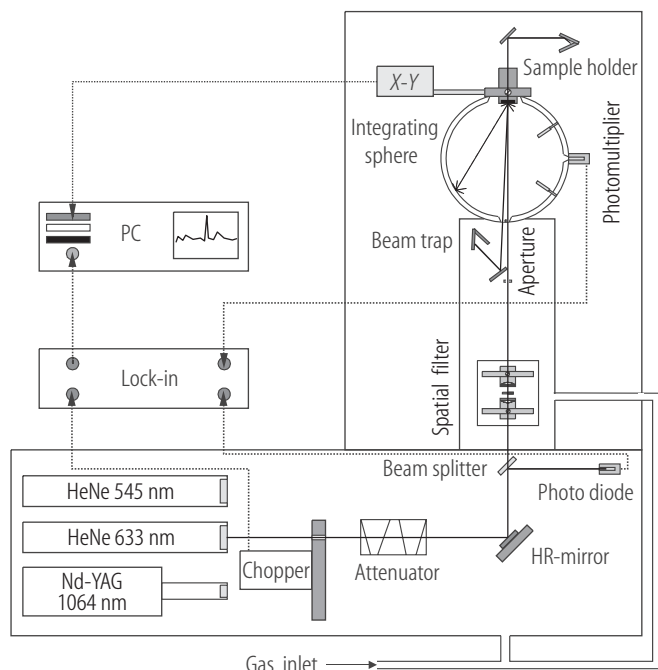 Sample holder
X-Y
Integrating
sphere
Photomultiplier
PC
Beam trap
Aperture
Lock-in
Spatial filter
Beam splitter
HeNe 545 nm
Photo diode
HeNe 633 nm
Chopper
Attenuator
HR-mirror
Nd-YAG
1064 nm
Gas inlet